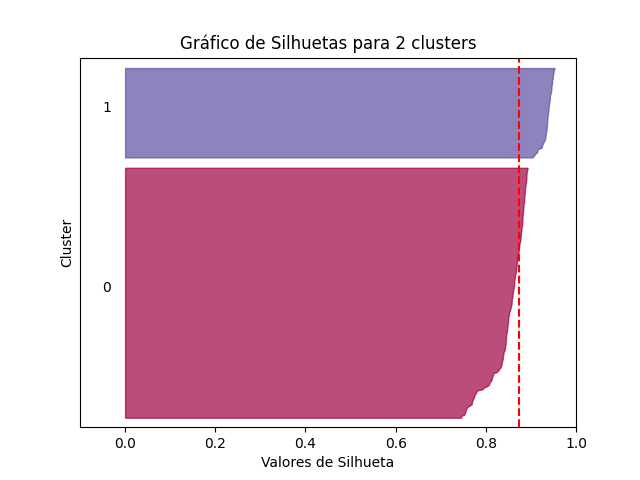 Gráfico de Silhuetas para 2 clusters
1
0
Cluster
0.0 0.2 0.4 0.6 0.8 1.0
Valores de Silhueta